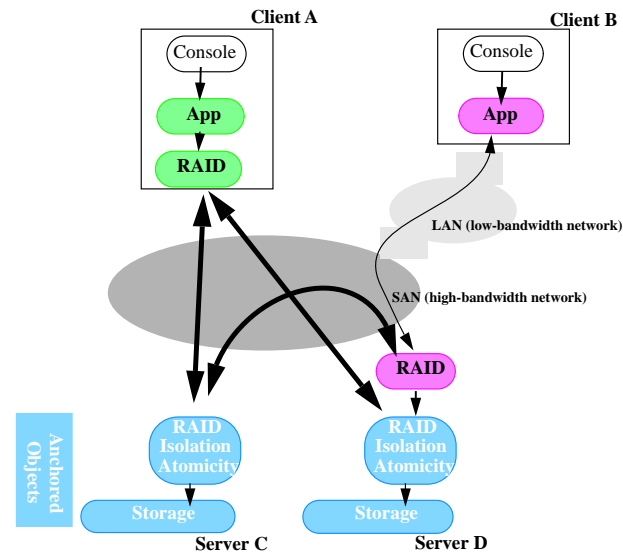 Client A
Client B
Console
Console
App
App
RAID
LAN (low-bandwidth network)
SAN (high-bandwidth network)
RAID
Anchored
Objects
RAID
Isolation
Atomicity
RAID
Isolation
Atomicity
Storage
Storage
Server C
Server D